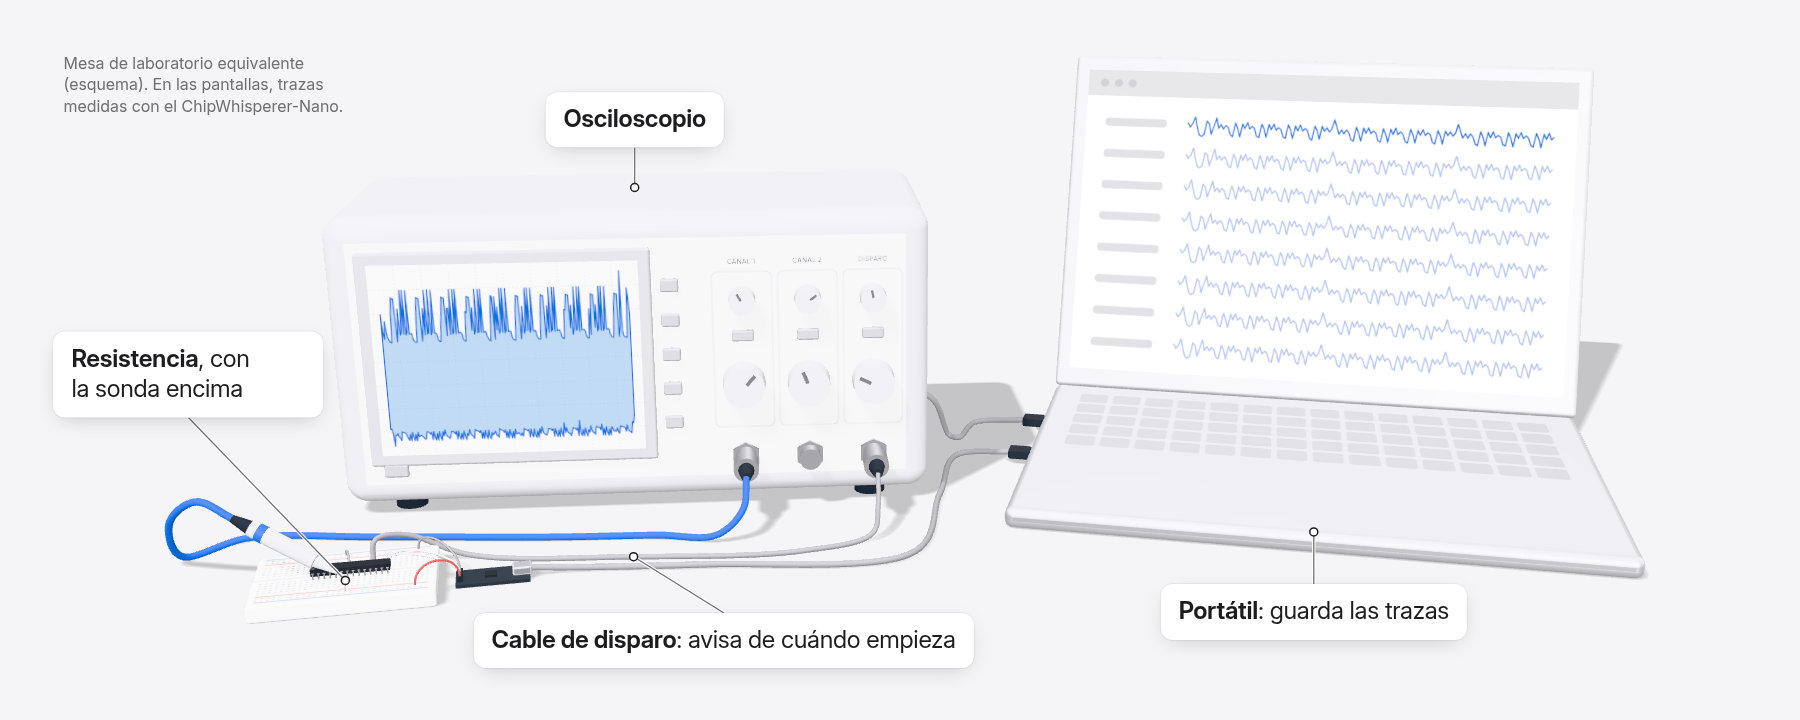 Mesa de laboratorio equivalente
(esquema). En las pantallas, trazas
medidas con el ChipWhisperer-Nano.
Osciloscopio
CANAL 1
CANAL 2
DISPARO
Resistencia, con
la sonda encima
Cable de disparo: avisa de cuándo empieza
Portátil: guarda las trazas